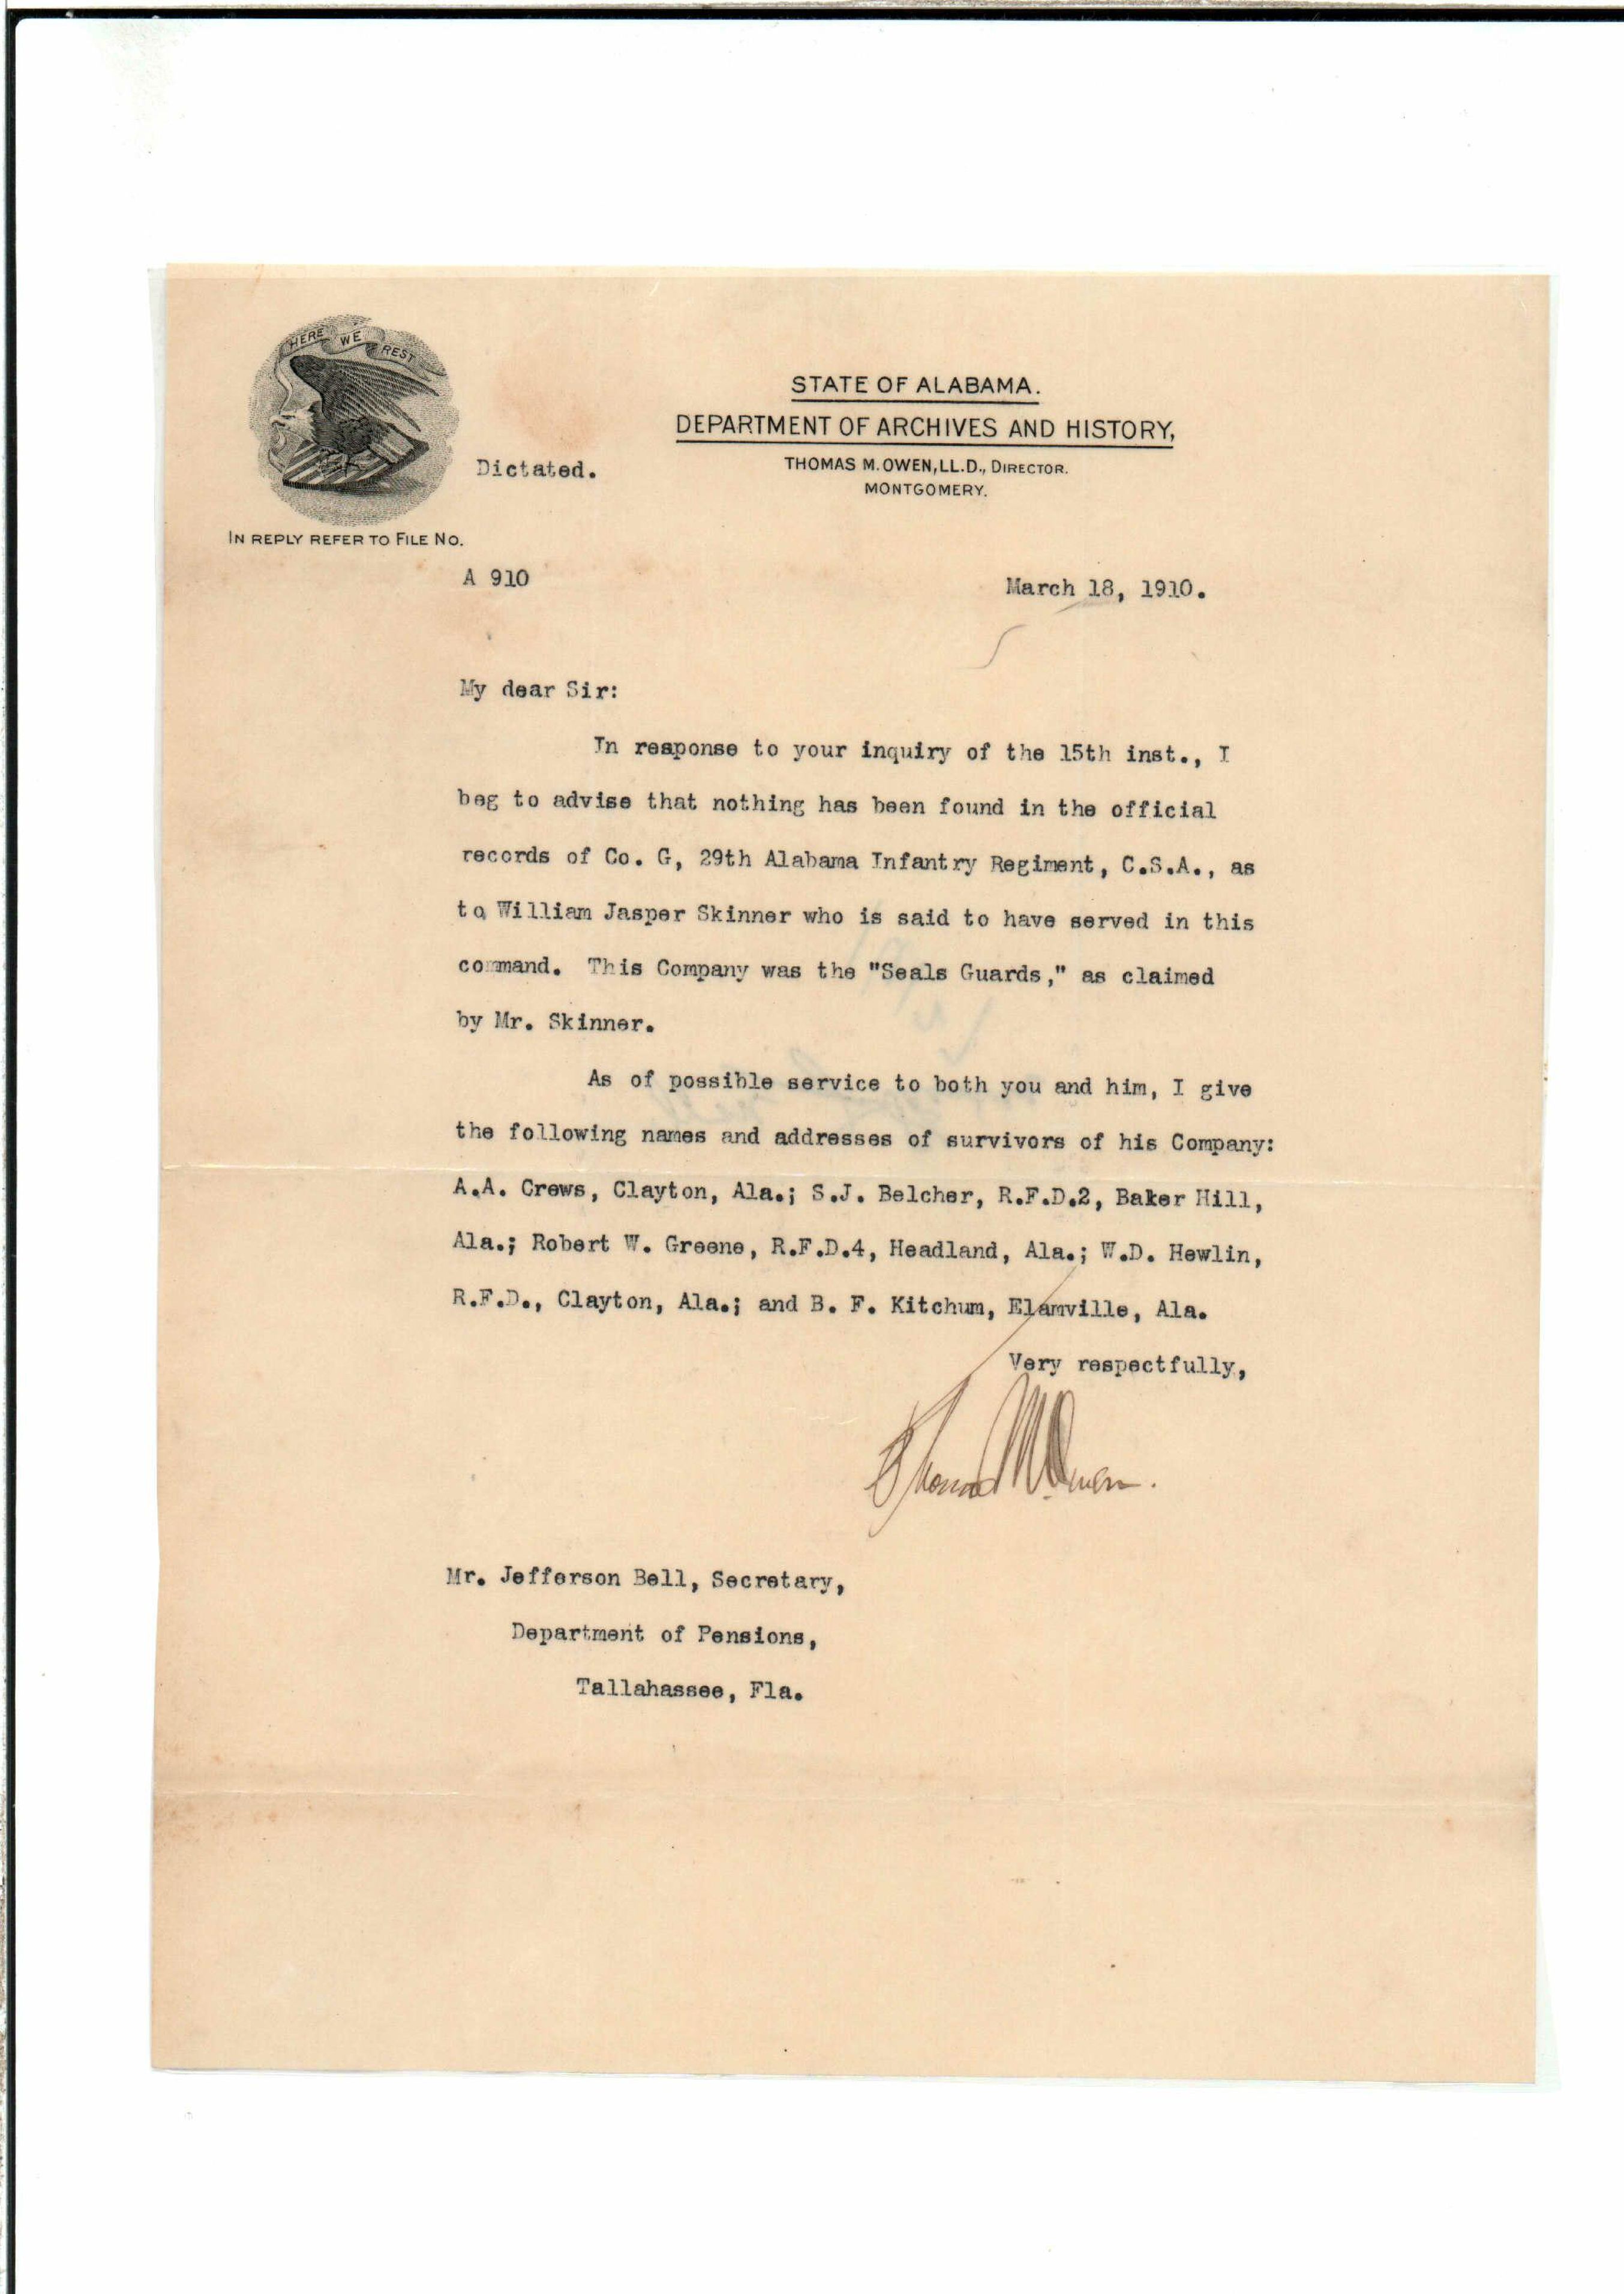 HERE WE REST
STATE OF ALABAMA.
DEPARTMENT OF ARCHIVES AND HISTORY,
Dictated.
THOMAS M. OWEN, LL.D., DIRECTOR.
MONTGOMERY.
IN REPLY REFER TO FILE NO.
A 910
March 18, 1910.
My dear Sir:
In response to your inquiry of the 15th inst., I
beg to advise that nothing has been found in the official
records of Co. G, 29th Alabama Infantry Regiment, C.S.A., as
to William Jasper Skinner who is said to have served in this
command. This Company was the "Seals Guards," as claimed
by Mr. Skinner.
As of possible service to both you and him, I give
the following names and addresses of survivors of his Company:
A.A. Crews, Clayton, Ala.; S.J. Belcher, R.F.D.2, Baker Hill,
Ala.; Robert W. Greene, R.F.D.4, Headland, Ala.; W.D. Hewlin,
R.F.D., Clayton, Ala.; and B. F. Kitchum, Elamville, Ala.
Very respectfully,
Thomas M. Owen.
Mr. Jefferson Bell, Secretary,
Department of Pensions,
Tallahassee, Fla.